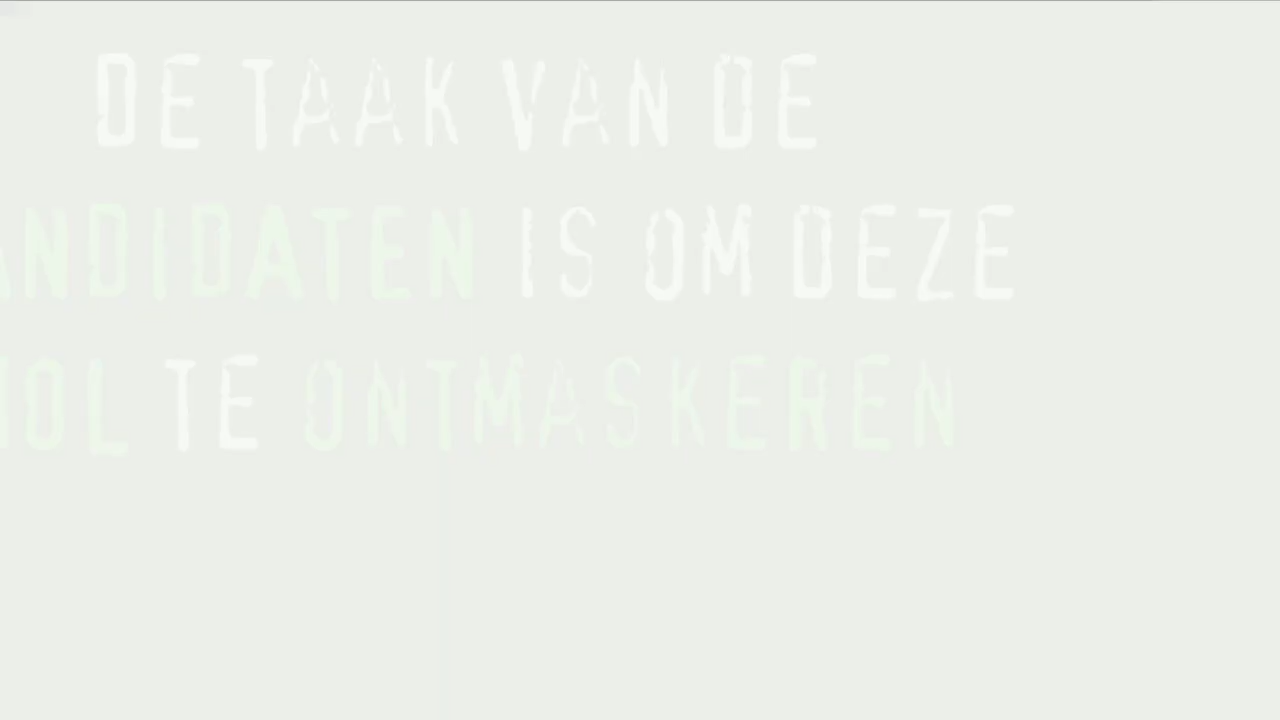 DE TAAK VAN DE
ANDIDATEN IS OM DEZE
OL TE ONTMASKEREN